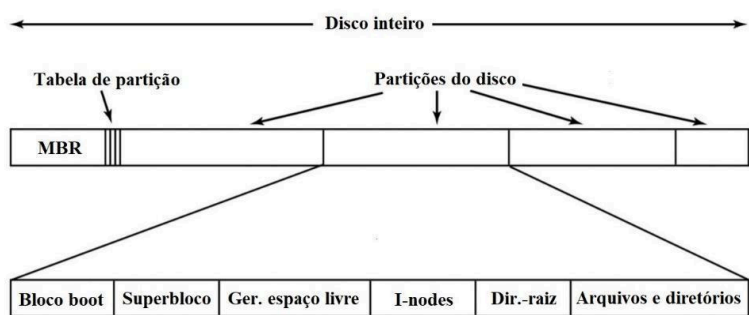 Disco inteiro
Tabela de partição
Partições do disco
MBR
Bloco boot
Superbloco
Ger. espaço livre
I-nodes
Dir.-raiz
Arquivos e diretórios